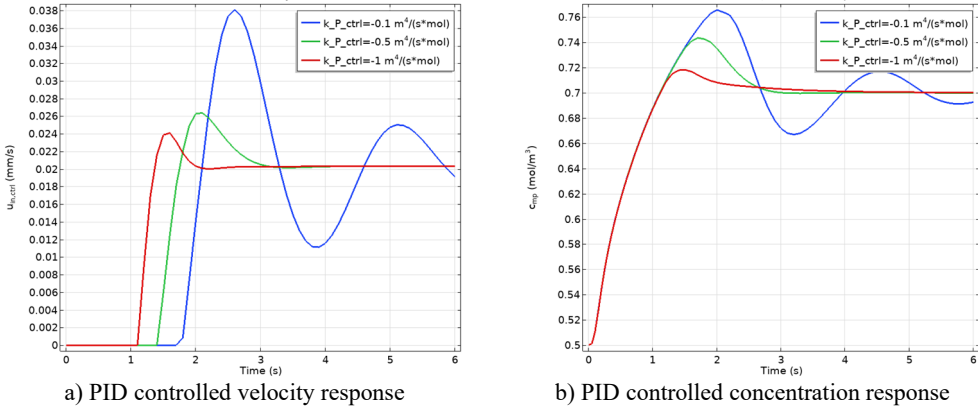 k_P_ctrl=-0.1 m⁴/(s*mol)
k_P_ctrl=-0.5 m⁴/(s*mol)
k_P_ctrl=-1 m⁴/(s*mol)
0.038
0.036
0.034
0.032
0.03
0.028
0.026
0.024
0.022
0.02
0.018
0.016
0.014
0.012
0.01
0.008
0.006
0.004
0.002
0
u_in,ctrl (mm/s)
0 1 2 3 4 5 6
Time (s)
a) PID controlled velocity response
k_P_ctrl=-0.1 m⁴/(s*mol)
k_P_ctrl=-0.5 m⁴/(s*mol)
k_P_ctrl=-1 m⁴/(s*mol)
0.76
0.74
0.72
0.7
0.68
0.66
0.64
0.62
0.6
0.58
0.56
0.54
0.52
0.5
c_mp (mol/m³)
0 1 2 3 4 5 6
Time (s)
b) PID controlled concentration response